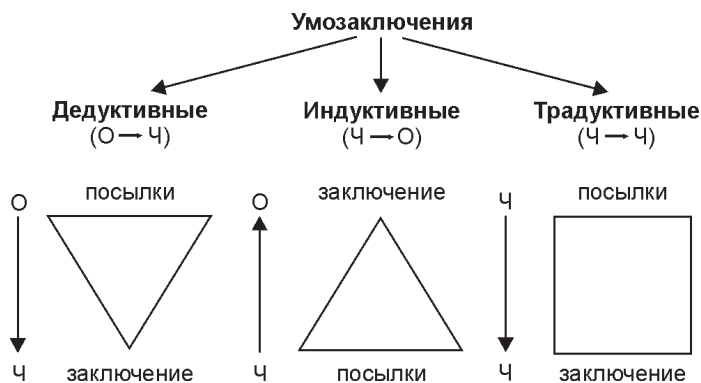 Умозаключения
Дедуктивные
(О → Ч)
Индуктивные
(Ч → О)
Традуктивные
(Ч → Ч)
О
посылки
Ч
заключение
О
заключение
Ч
посылки
Ч
посылки
Ч
заключение